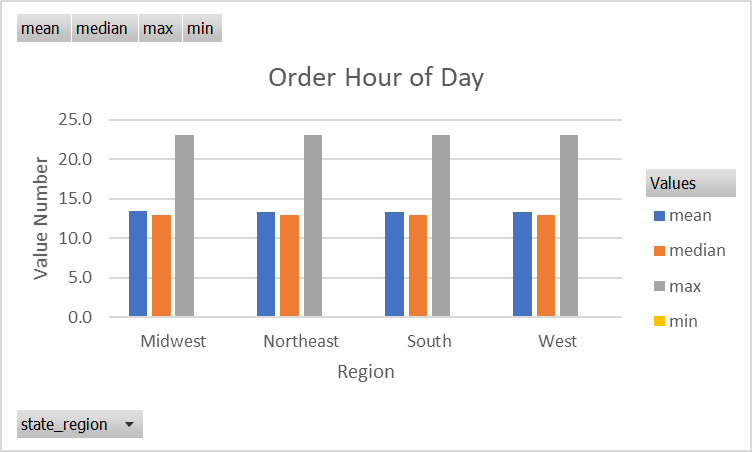 mean median max min
Order Hour of Day
Value Number
25.0
20.0
15.0
10.0
5.0
0.0
Midwest Northeast South West
Region
Values
mean
median
max
min
state_region